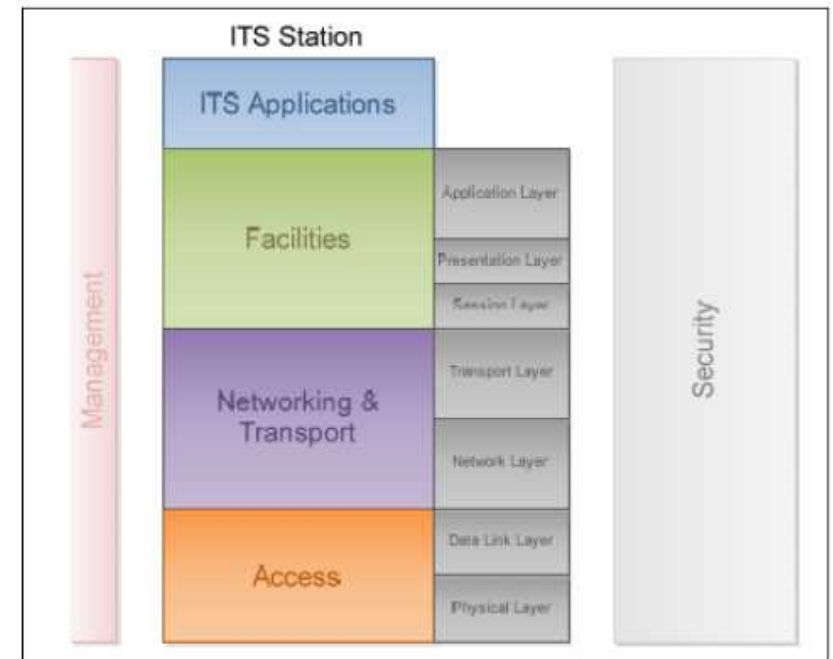 ITS Station
ITS Applications
Facilities
Networking &
Transport
Access
Application Layer
Presentation Layer
Session Layer
Transport Layer
Network Layer
Data Link Layer
Physical Layer
Management
Security